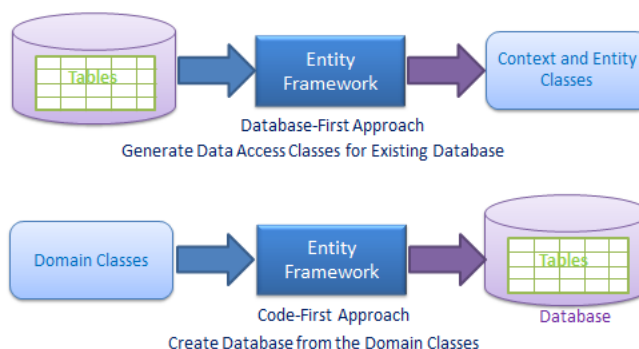 Tables
Entity
Framework
Context and Entity
Classes
Database-First Approach
Generate Data Access Classes for Existing Database
Domain Classes
Entity
Framework
Tables
Database
Code-First Approach
Create Database from the Domain Classes